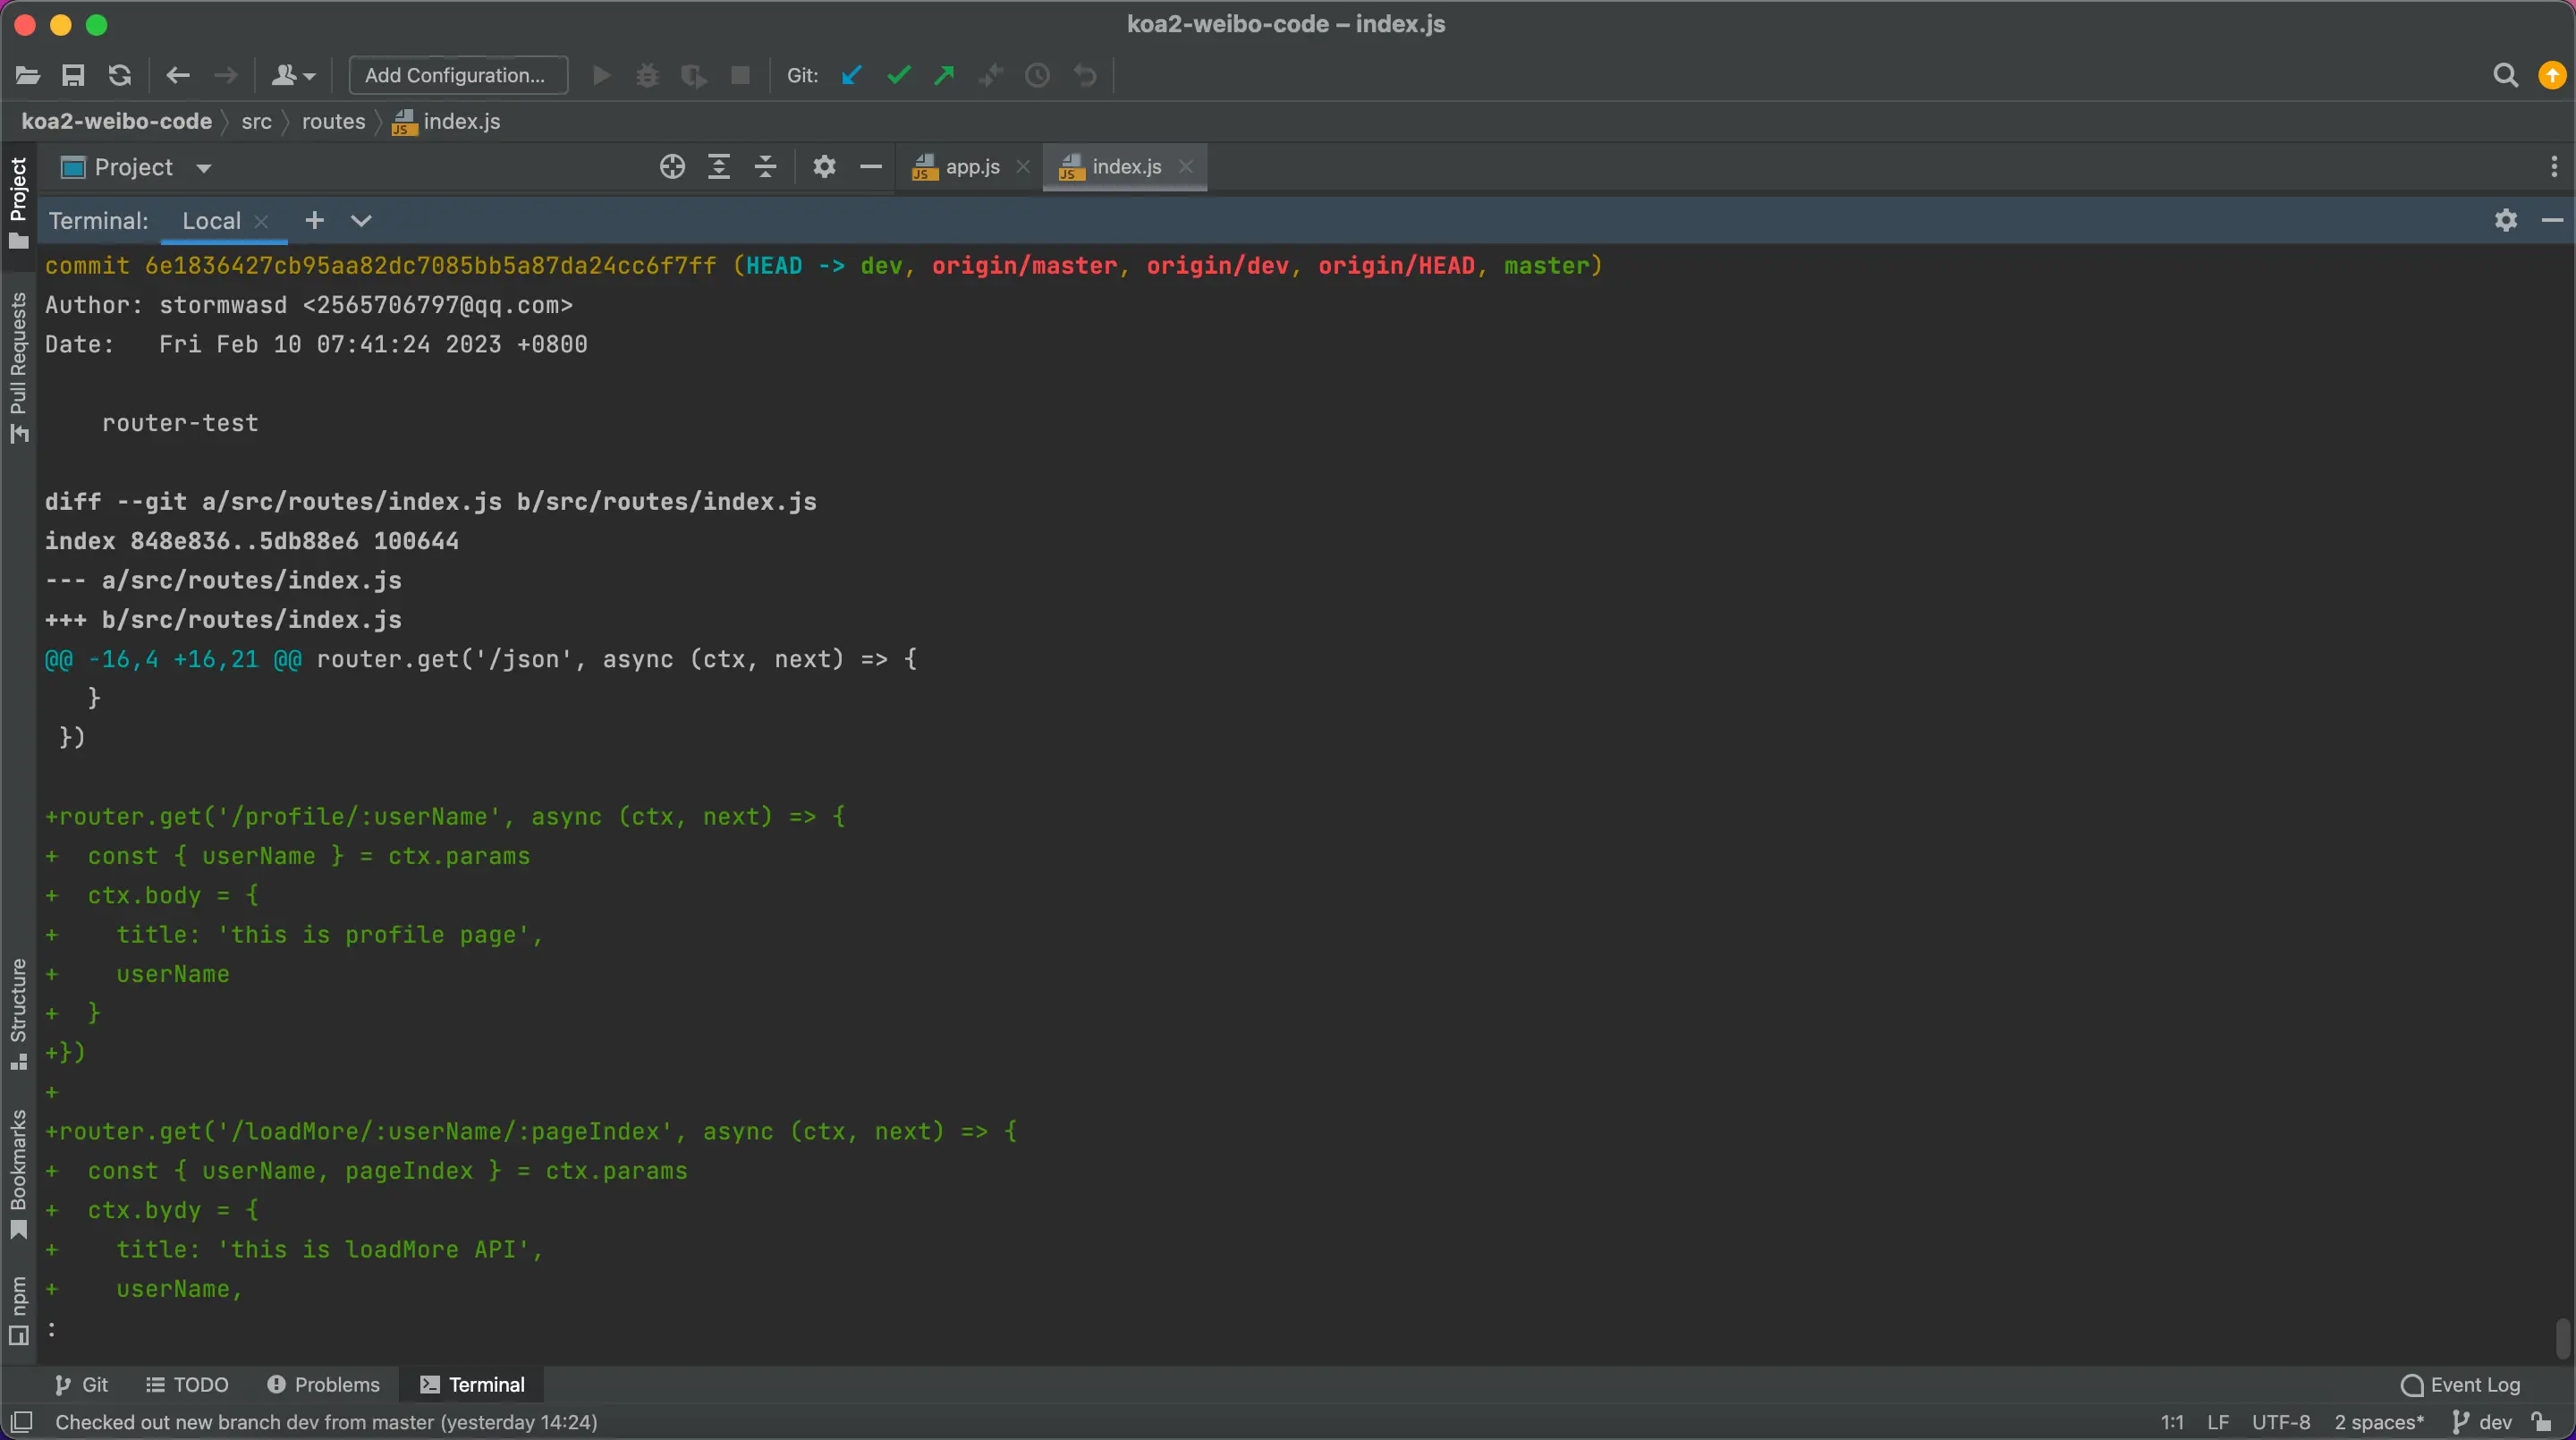 koa2-weibo-code – index.js
Add Configuration...
Git:
koa2-weibo-code
src
routes
JS index.js
Project
JS app.js
JS index.js
Terminal:
Local
commit 6e1836427cb95aa82dc7085bb5a87da24cc6f7ff (HEAD -> dev, origin/master, origin/dev, origin/HEAD, master)
Author: stormwasd <2565706797@qq.com>
Date:   Fri Feb 10 07:41:24 2023 +0800
    router-test
diff --git a/src/routes/index.js b/src/routes/index.js
index 848e836..5db88e6 100644
--- a/src/routes/index.js
+++ b/src/routes/index.js
@@ -16,4 +16,21 @@ router.get('/json', async (ctx, next) => {
   }
 })
+router.get('/profile/:userName', async (ctx, next) => {
+  const { userName } = ctx.params
+  ctx.body = {
+    title: 'this is profile page',
+    userName
+  }
+})
+
+router.get('/loadMore/:userName/:pageIndex', async (ctx, next) => {
+  const { userName, pageIndex } = ctx.params
+  ctx.bydy = {
+    title: 'this is loadMore API',
+    userName,
:
Project
Pull Requests
Structure
Bookmarks
npm
Git
TODO
Problems
Terminal
Event Log
Checked out new branch dev from master (yesterday 14:24)
1:1
LF
UTF-8
2 spaces*
dev